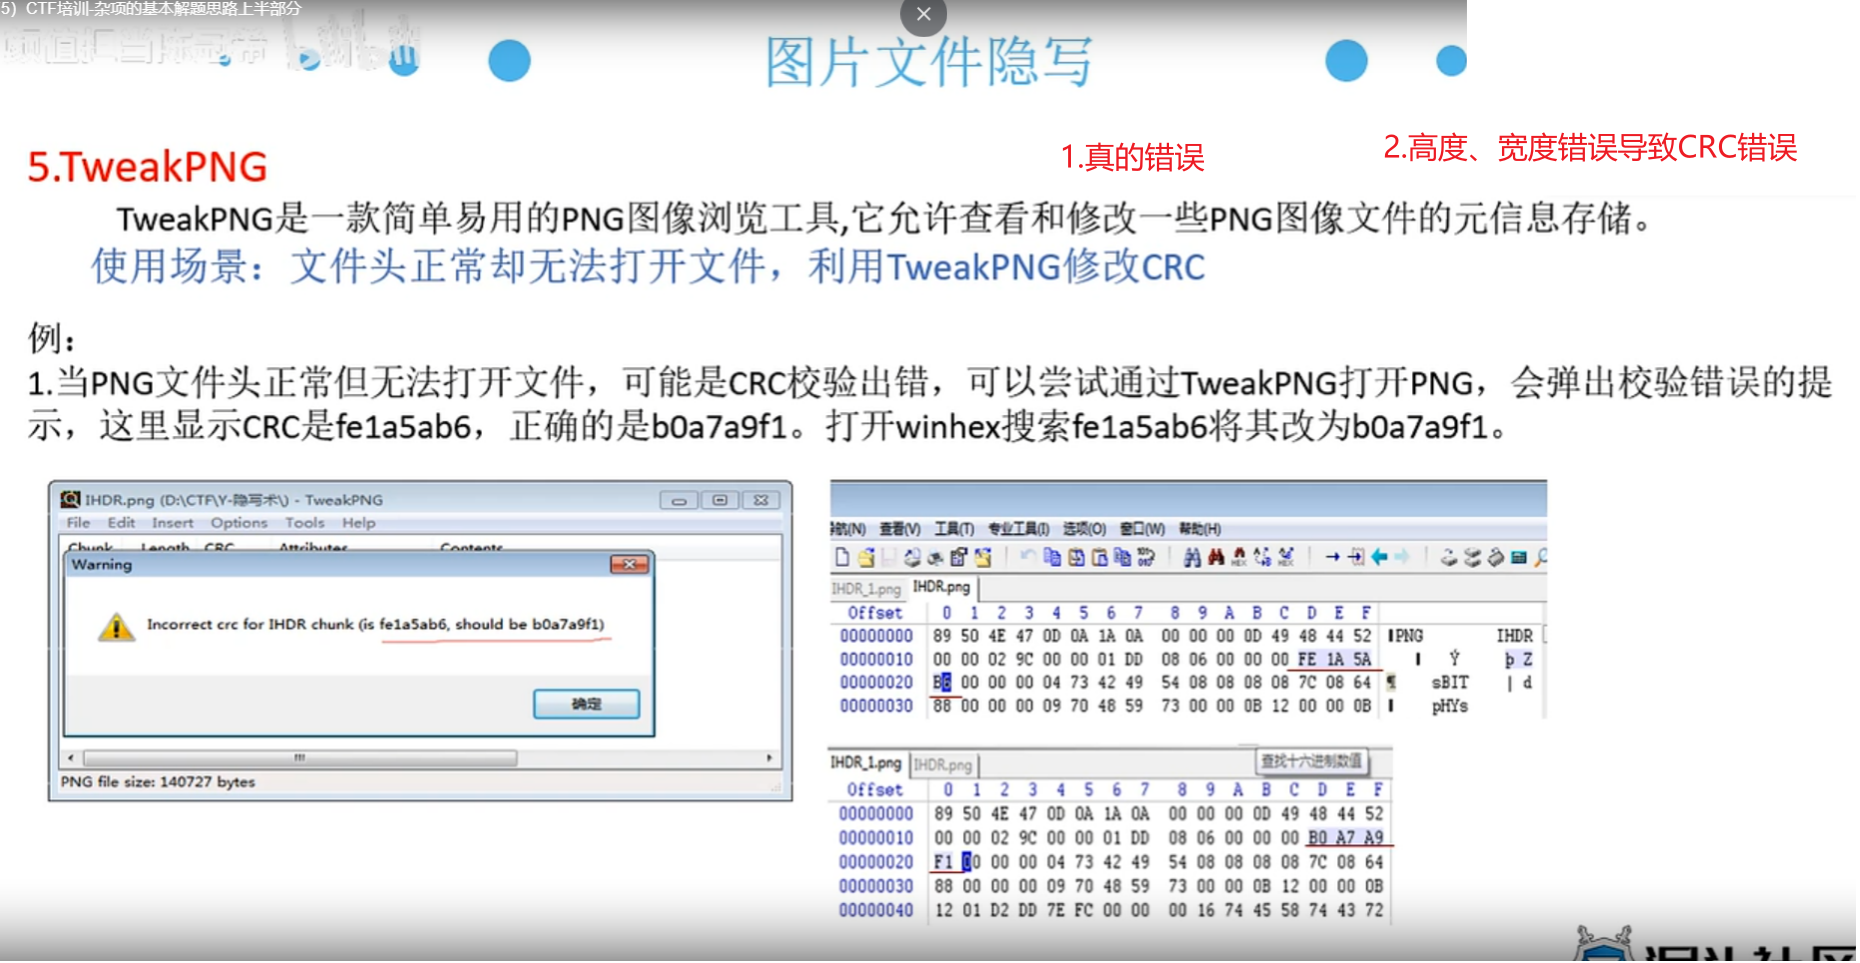 5）CTF培训-杂项的基本解题思路上半部分
图片文件隐写
1.真的错误
2.高度、宽度错误导致CRC错误
5.TweakPNG
TweakPNG是一款简单易用的PNG图像浏览工具,它允许查看和修改一些PNG图像文件的元信息存储。
使用场景：文件头正常却无法打开文件，利用TweakPNG修改CRC
例：
1.当PNG文件头正常但无法打开文件，可能是CRC校验出错，可以尝试通过TweakPNG打开PNG，会弹出校验错误的提
示，这里显示CRC是fe1a5ab6，正确的是b0a7a9f1。打开winhex搜索fe1a5ab6将其改为b0a7a9f1。
IHDR.png (D:\CTF\Y-隐写术\) - TweakPNG
File Edit Insert Options Tools Help
Chunk Length CRC Attributes Contents
Warning
Incorrect crc for IHDR chunk (is fe1a5ab6, should be b0a7a9f1)
确定
PNG file size: 140727 bytes
航(N) 查看(V) 工具(T) 专业工具(I) 选项(O) 窗口(W) 帮助(H)
IHDR_1.png IHDR.png
Offset 0 1 2 3 4 5 6 7 8 9 A B C D E F
00000000 89 50 4E 47 0D 0A 1A 0A 00 00 00 0D 49 48 44 52 PNG IHDR
00000010 00 00 02 9C 00 00 01 DD 08 06 00 00 00 FE 1A 5A Ý þ Z
00000020 B6 00 00 00 04 73 42 49 54 08 08 08 08 7C 08 64 ¶ sBIT | d
00000030 88 00 00 00 09 70 48 59 73 00 00 0B 12 00 00 0B pHYs
IHDR_1.png IHDR.png
查找十六进制数值
Offset 0 1 2 3 4 5 6 7 8 9 A B C D E F
00000000 89 50 4E 47 0D 0A 1A 0A 00 00 00 0D 49 48 44 52
00000010 00 00 02 9C 00 00 01 DD 08 06 00 00 00 B0 A7 A9
00000020 F1 00 00 00 04 73 42 49 54 08 08 08 08 7C 08 64
00000030 88 00 00 00 09 70 48 59 73 00 00 0B 12 00 00 0B
00000040 12 01 D2 DD 7E FC 00 00 00 16 74 45 58 74 43 72